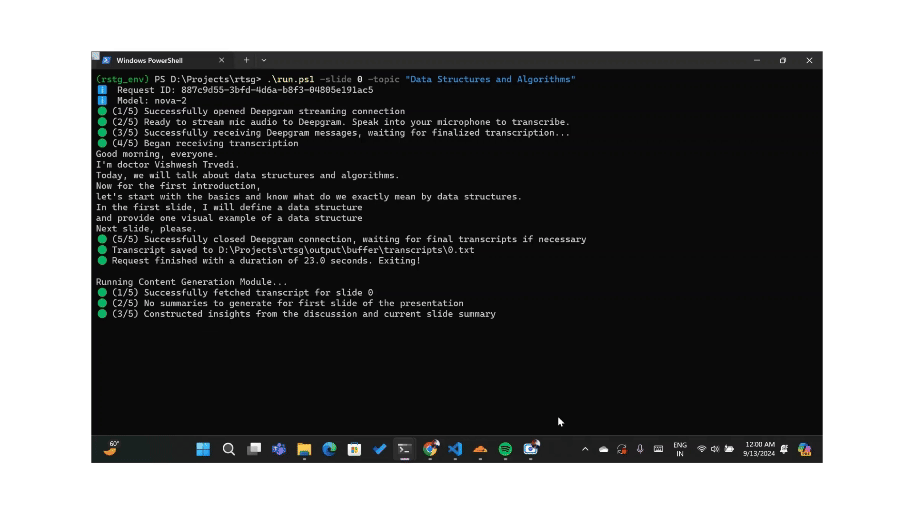 Windows PowerShell
(rstg_env) PS D:\Projects\rtsg> .\run.ps1 -slide 0 -topic "Data Structures and Algorithms"
Request ID: 887c9d55-3bfd-4d6a-b8f3-04805e191ac5
Model: nova-2
(1/5) Successfully opened Deepgram streaming connection
(2/5) Ready to stream mic audio to Deepgram. Speak into your microphone to transcribe.
(3/5) Successfully receiving Deepgram messages, waiting for finalized transcription...
(4/5) Began receiving transcription
Good morning, everyone.
I'm doctor Vishwesh Trvedi.
Today, we will talk about data structures and algorithms.
Now for the first introduction,
let's start with the basics and know what do we exactly mean by data structures.
In the first slide, I will define a data structure
and provide one visual example of a data structure
Next slide, please.
(5/5) Successfully closed Deepgram connection, waiting for final transcripts if necessary
Transcript saved to D:\Projects\rtsg\output\buffer\transcripts\0.txt
Request finished with a duration of 23.0 seconds. Exiting!
Running Content Generation Module...
(1/5) Successfully fetched transcript for slide 0
(2/5) No summaries to generate for first slide of the presentation
(3/5) Constructed insights from the discussion and current slide summary
60°
ENG
IN
12:00 AM
9/13/2024